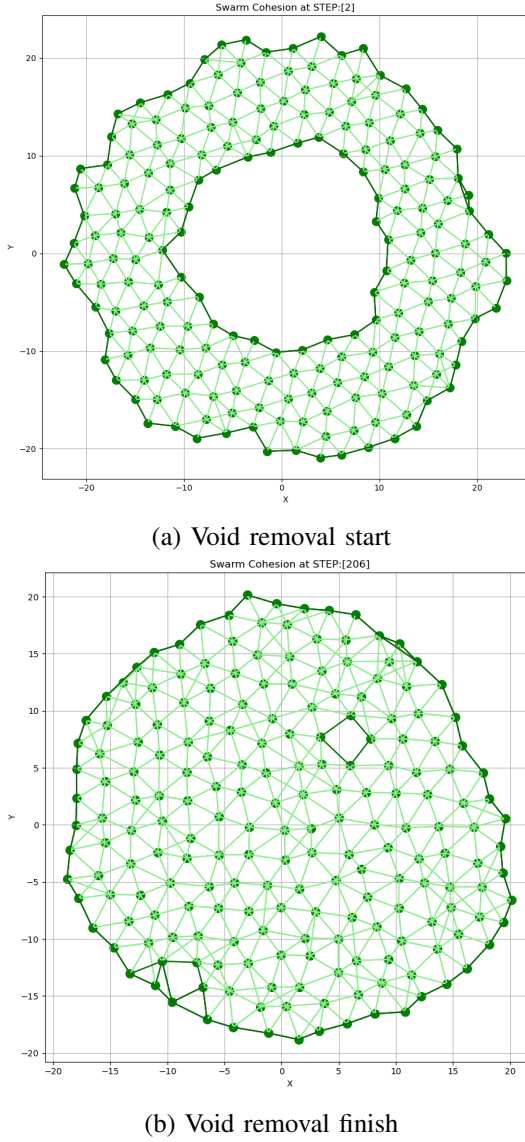 Swarm Cohesion at STEP:[2]
20
10
0
−10
−20
Y
−20 −10 0 10 20
X
(a) Void removal start
Swarm Cohesion at STEP:[206]
20
15
10
5
0
−5
−10
−15
−20
Y
−20 −15 −10 −5 0 5 10 15 20
X
(b) Void removal finish